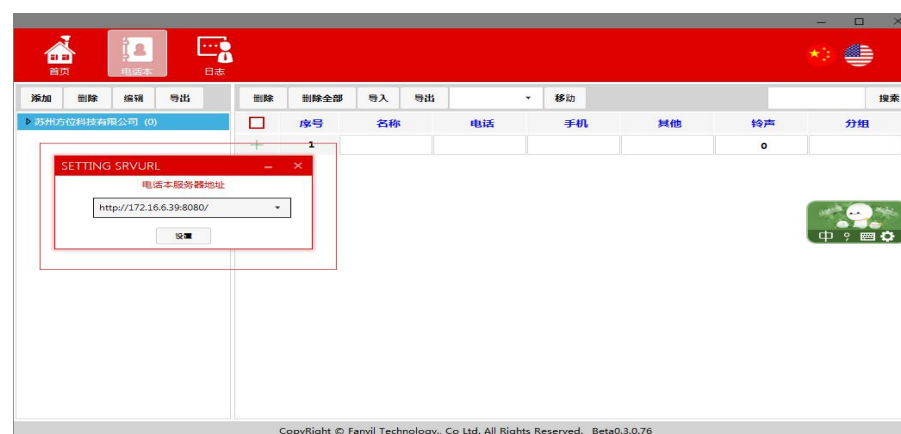 首页 电话本 日志
添加 删除 编辑 导出 删除 删除全部 导入 导出 移动 搜索
苏州方位科技有限公司 (0) 序号 名称 电话 手机 其他 铃声 分组
1 0
SETTING SRVURL
电话本服务器地址
http://172.16.6.39:8080/
设置
中
CopyRight © Fanvil Technology., Co Ltd. All Rights Reserved. Beta0.3.0.76